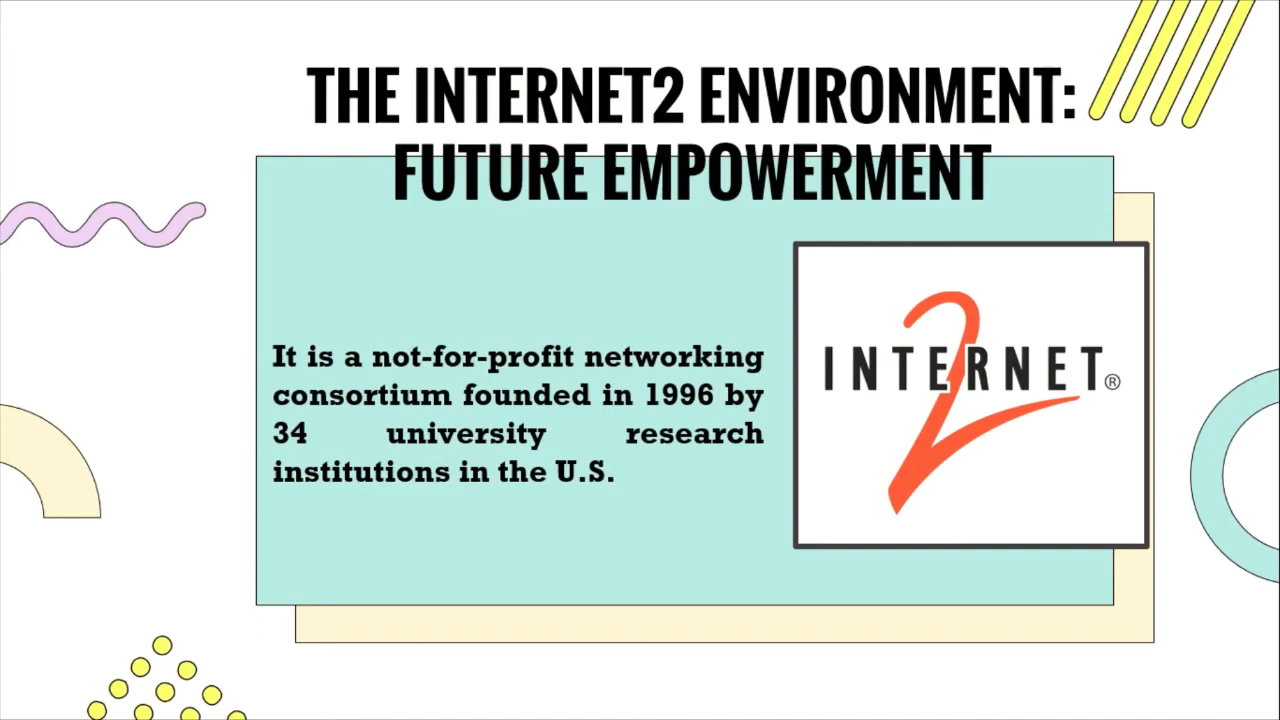 THE INTERNET2 ENVIRONMENT:
FUTURE EMPOWERMENT
It is a not-for-profit networking
consortium founded in 1996 by
34 university research
institutions in the U.S.
INTERNET®
2